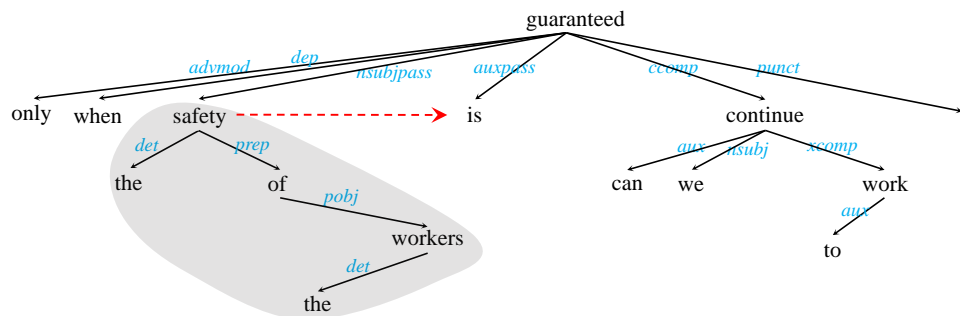 guaranteed
advmod dep nsubjpass auxpass ccomp punct
only when safety is continue
det prep aux nsubj xcomp
the of can we work
pobj aux
workers to
det
the